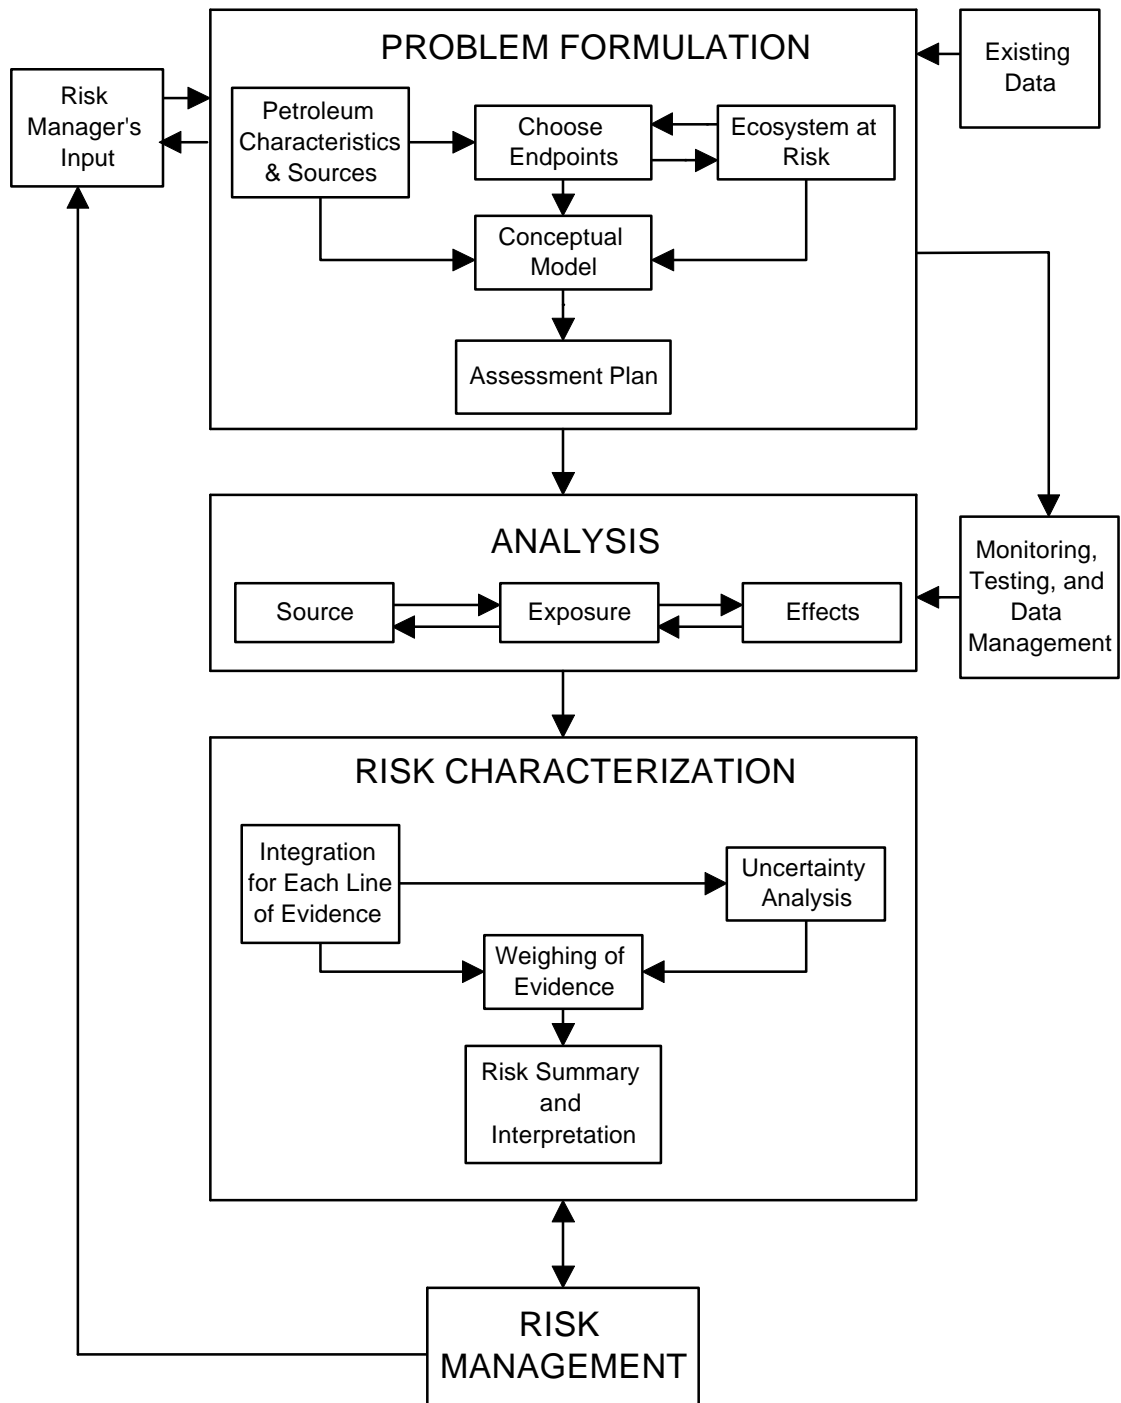 PROBLEM FORMULATION
Existing
Data
Risk
Manager's
Input
Petroleum
Characteristics
& Sources
Choose
Endpoints
Ecosystem at
Risk
Conceptual
Model
Assessment Plan
ANALYSIS
Source
Exposure
Effects
Monitoring,
Testing, and
Data
Management
RISK CHARACTERIZATION
Integration
for Each Line
of Evidence
Uncertainty
Analysis
Weighing of
Evidence
Risk Summary
and
Interpretation
RISK
MANAGEMENT